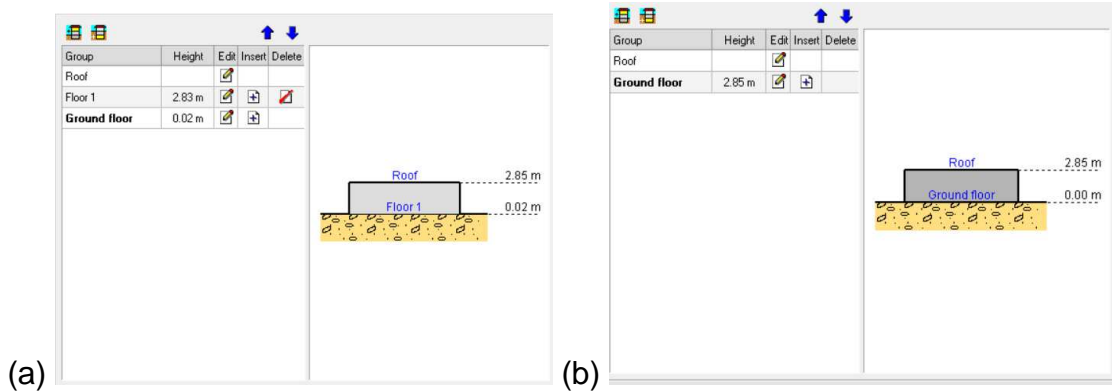 Group Height Edit Insert Delete
Roof
Floor 1 2.83 m
Ground floor 0.02 m
Roof 2.85 m
Floor 1 0.02 m
(a)
Group Height Edit Insert Delete
Roof
Ground floor 2.85 m
Roof 2.85 m
Ground floor 0.00 m
(b)